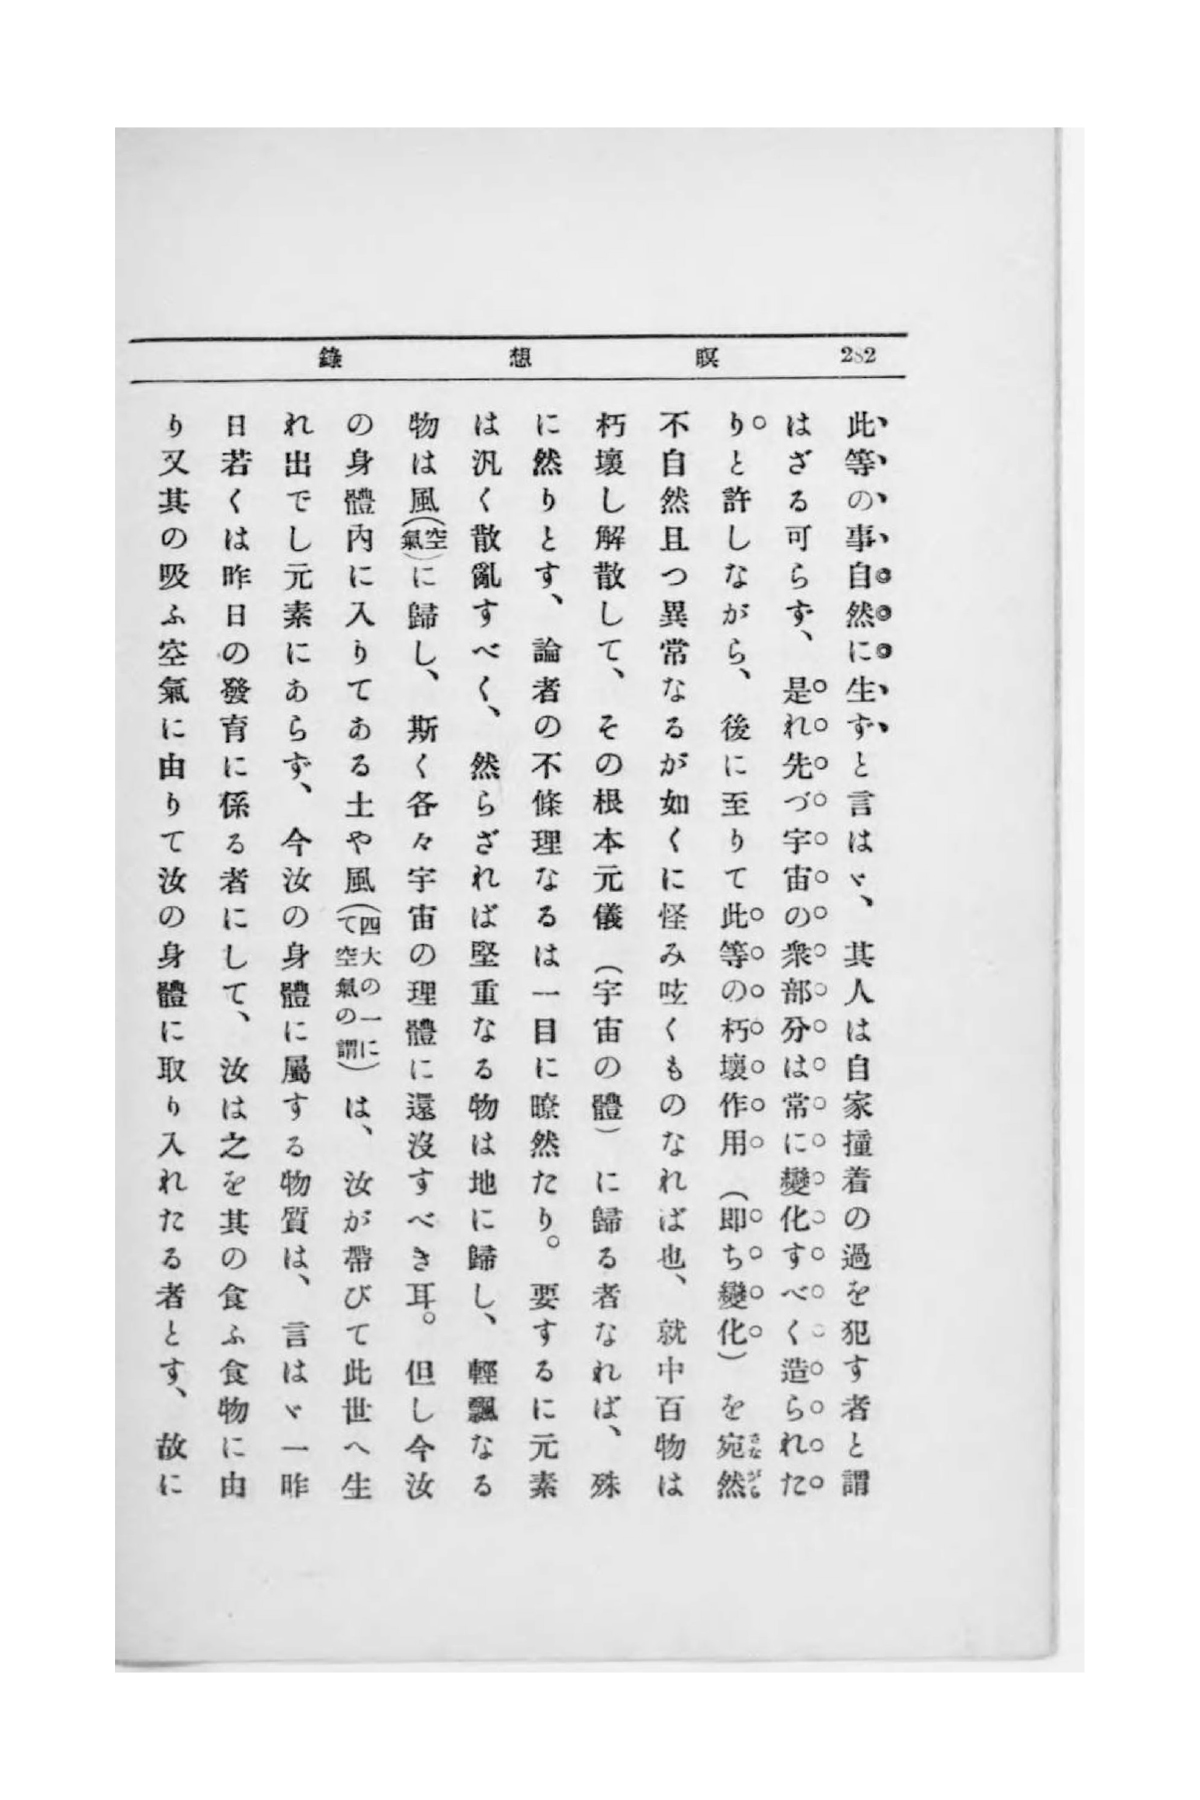 282 瞑想錄
此等の事自然に生ずと言はゞ、其人は自家撞着の過を犯す者と謂
はざる可らず、是れ先づ宇宙の衆部分は常に變化すべく造られた
りと許しながら、後に至りて此等の朽壞作用（即ち變化）を宛然さながら
不自然且つ異常なるが如くに怪み呟くものなれば也、就中百物は
朽壞し解散して、その根本元儀（宇宙の體）に歸る者なれば、殊
に然りとす、論者の不條理なるは一目に瞭然たり。要するに元素
は汎く散亂すべく、然らざれば堅重なる物は地に歸し、輕飄なる
物は風（空氣）に歸し、斯く各々宇宙の理體に還沒すべき耳。但し今汝
の身體內に入りてある土や風（四大の一にて空氣の謂）は、汝が帶びて此世へ生
れ出でし元素にあらず、今汝の身體に屬する物質は、言はゞ一昨
日若くは昨日の發育に係る者にして、汝は之を其の食ふ食物に由
り又其の吸ふ空氣に由りて汝の身體に取り入れたる者とす、故に